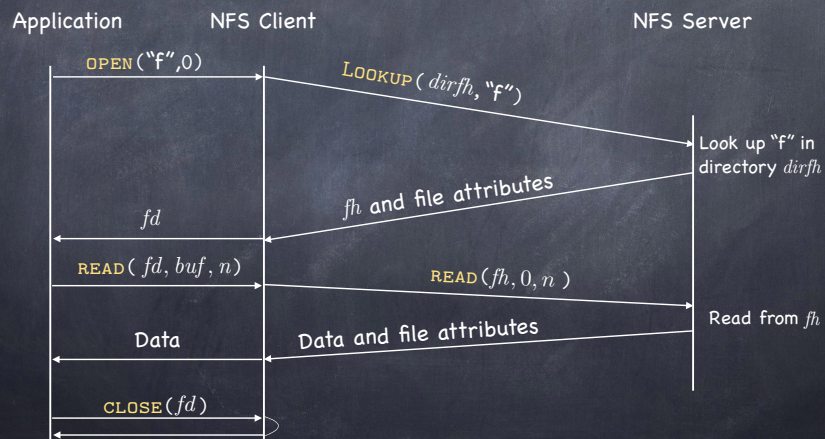 Application NFS Client NFS Server
OPEN("f",0)
LOOKUP(dirfh, "f")
Look up "f" in
directory dirfh
fh and file attributes
fd
READ(fd, buf, n)
READ(fh, 0, n)
Read from fh
Data and file attributes
Data
CLOSE(fd)